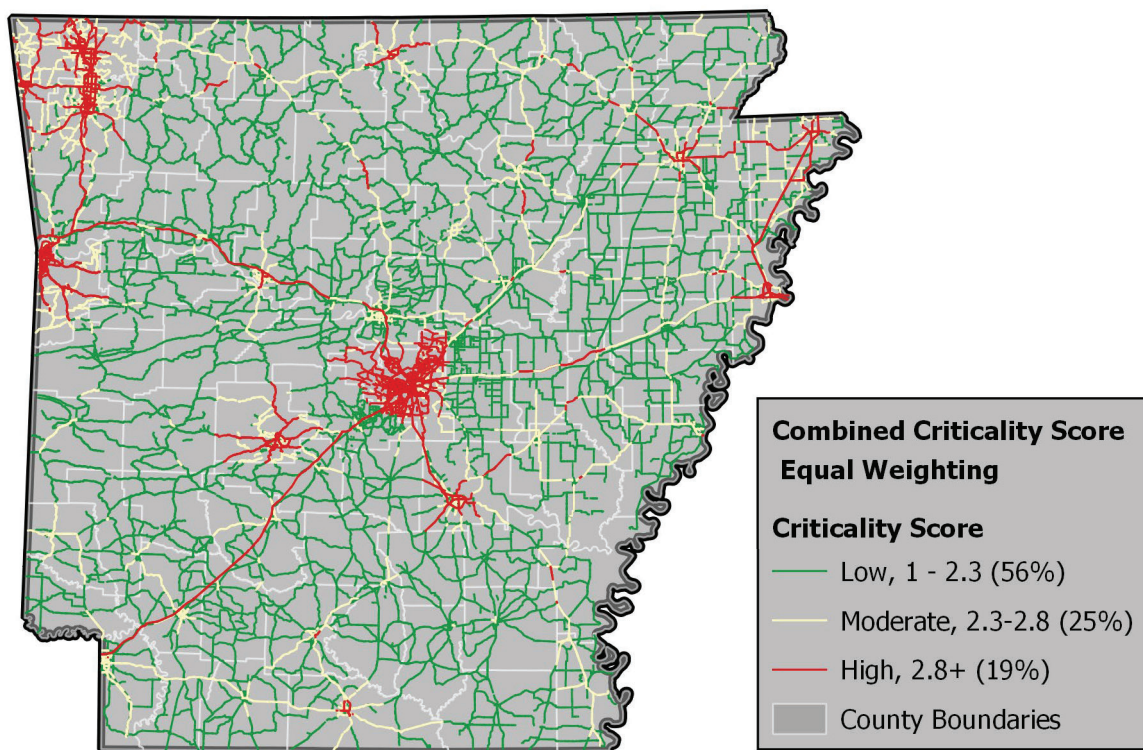 Combined Criticality Score
Equal Weighting
Criticality Score
Low, 1 - 2.3 (56%)
Moderate, 2.3-2.8 (25%)
High, 2.8+ (19%)
County Boundaries